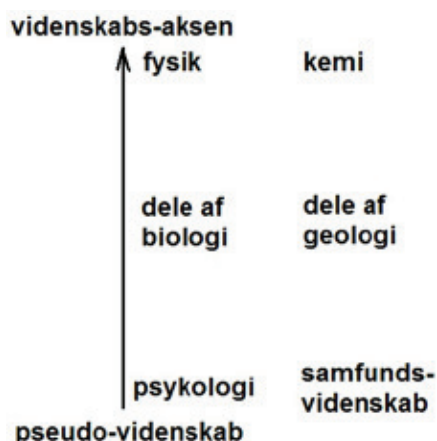 videnskabs-aksen
fysik kemi
dele af dele af
biologi geologi
psykologi samfunds-
videnskab
pseudo-videnskab